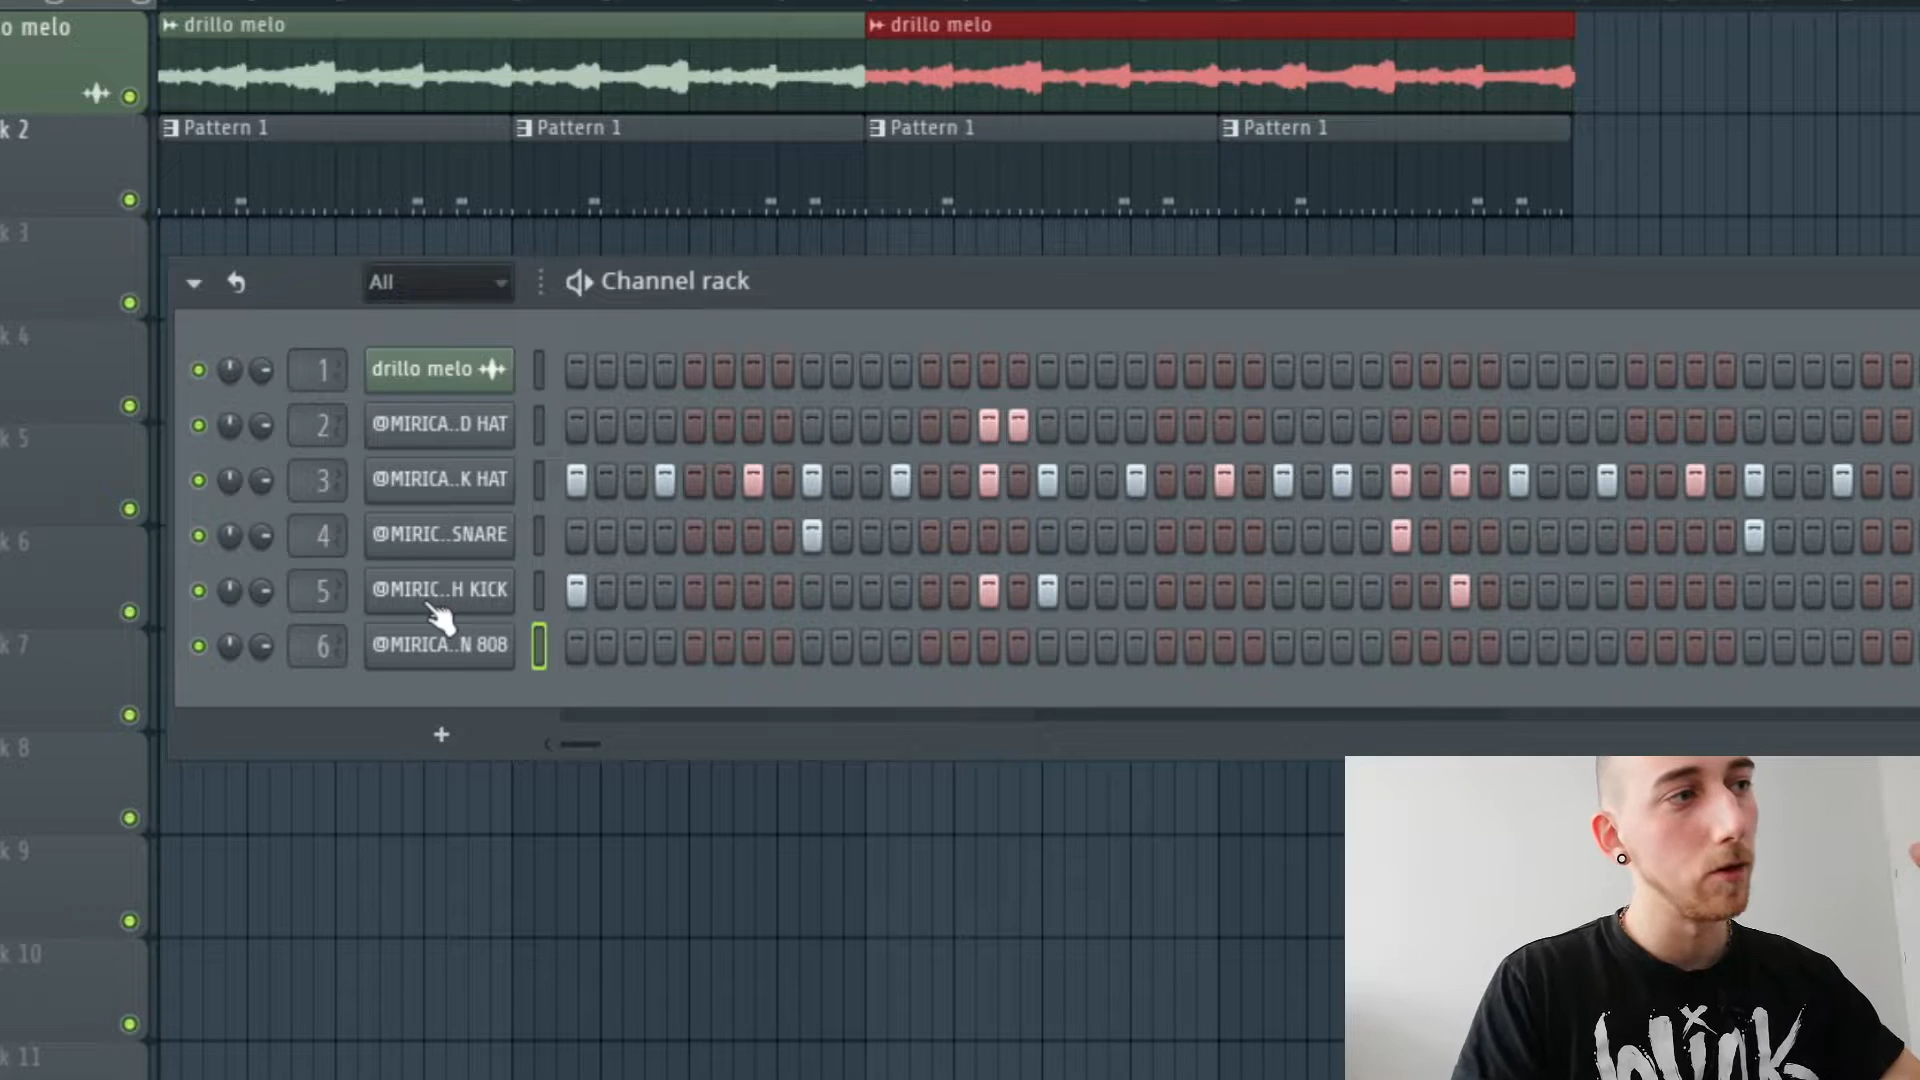 o melo
drillo melo
drillo melo
k 2
Pattern 1
Pattern 1
Pattern 1
Pattern 1
k 3
k 4
k 5
k 6
k 7
k 8
k 9
k 10
k 11
All
Channel rack
1
drillo melo
2
@MIRICA..D HAT
3
@MIRICA..K HAT
4
@MIRIC..SNARE
5
@MIRIC..H KICK
6
@MIRICA..N 808
+
blink